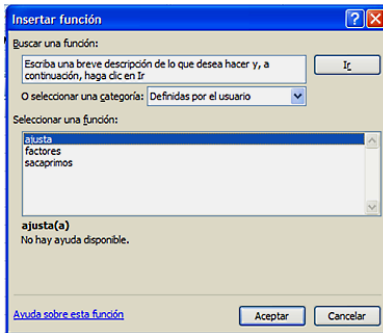 Insertar función
Buscar una función:
Escriba una breve descripción de lo que desea hacer y, a
continuación, haga clic en Ir
Ir
O seleccionar una categoría: Definidas por el usuario
Seleccionar una función:
ajusta
factores
sacaprimos
ajusta(a)
No hay ayuda disponible.
Ayuda sobre esta función
Aceptar
Cancelar